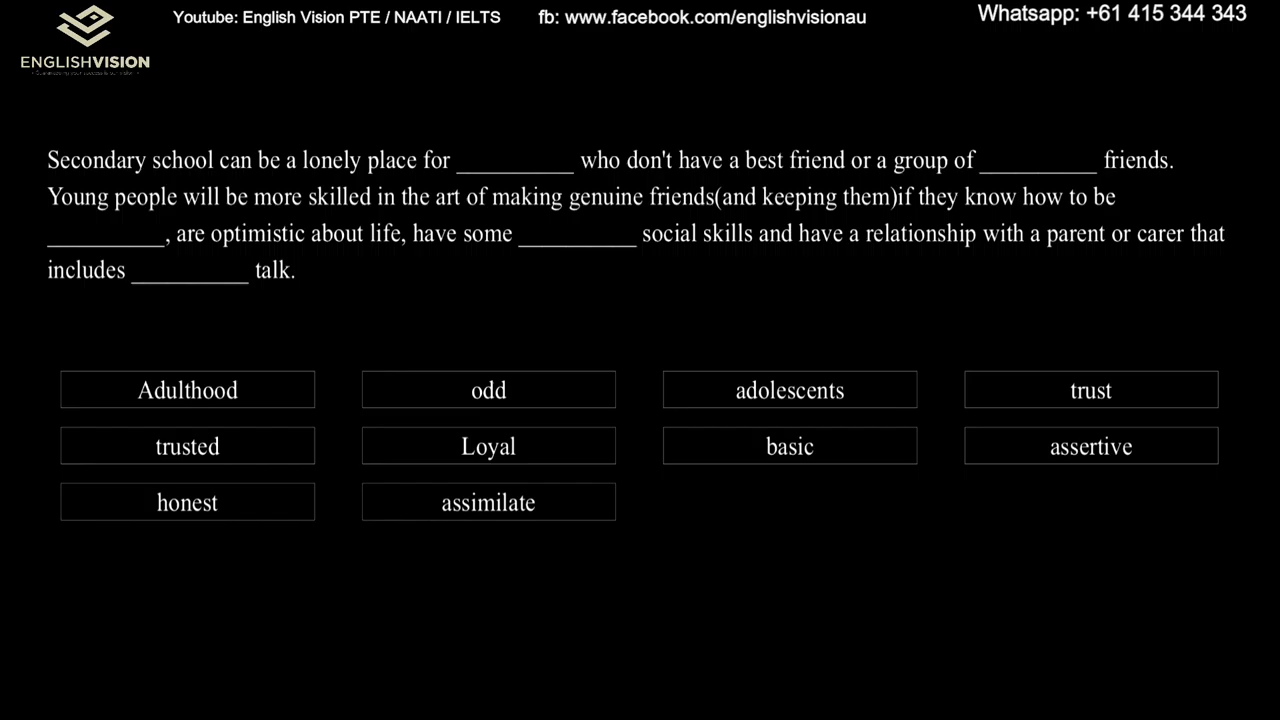 Youtube: English Vision PTE / NAATI / IELTS fb: www.facebook.com/englishvisionau Whatsapp: +61 415 344 343
ENGLISHVISION
Secondary school can be a lonely place for __________ who don't have a best friend or a group of __________ friends.
Young people will be more skilled in the art of making genuine friends(and keeping them)if they know how to be
__________, are optimistic about life, have some __________ social skills and have a relationship with a parent or carer that
includes __________ talk.
Adulthood odd adolescents trust
trusted Loyal basic assertive
honest assimilate